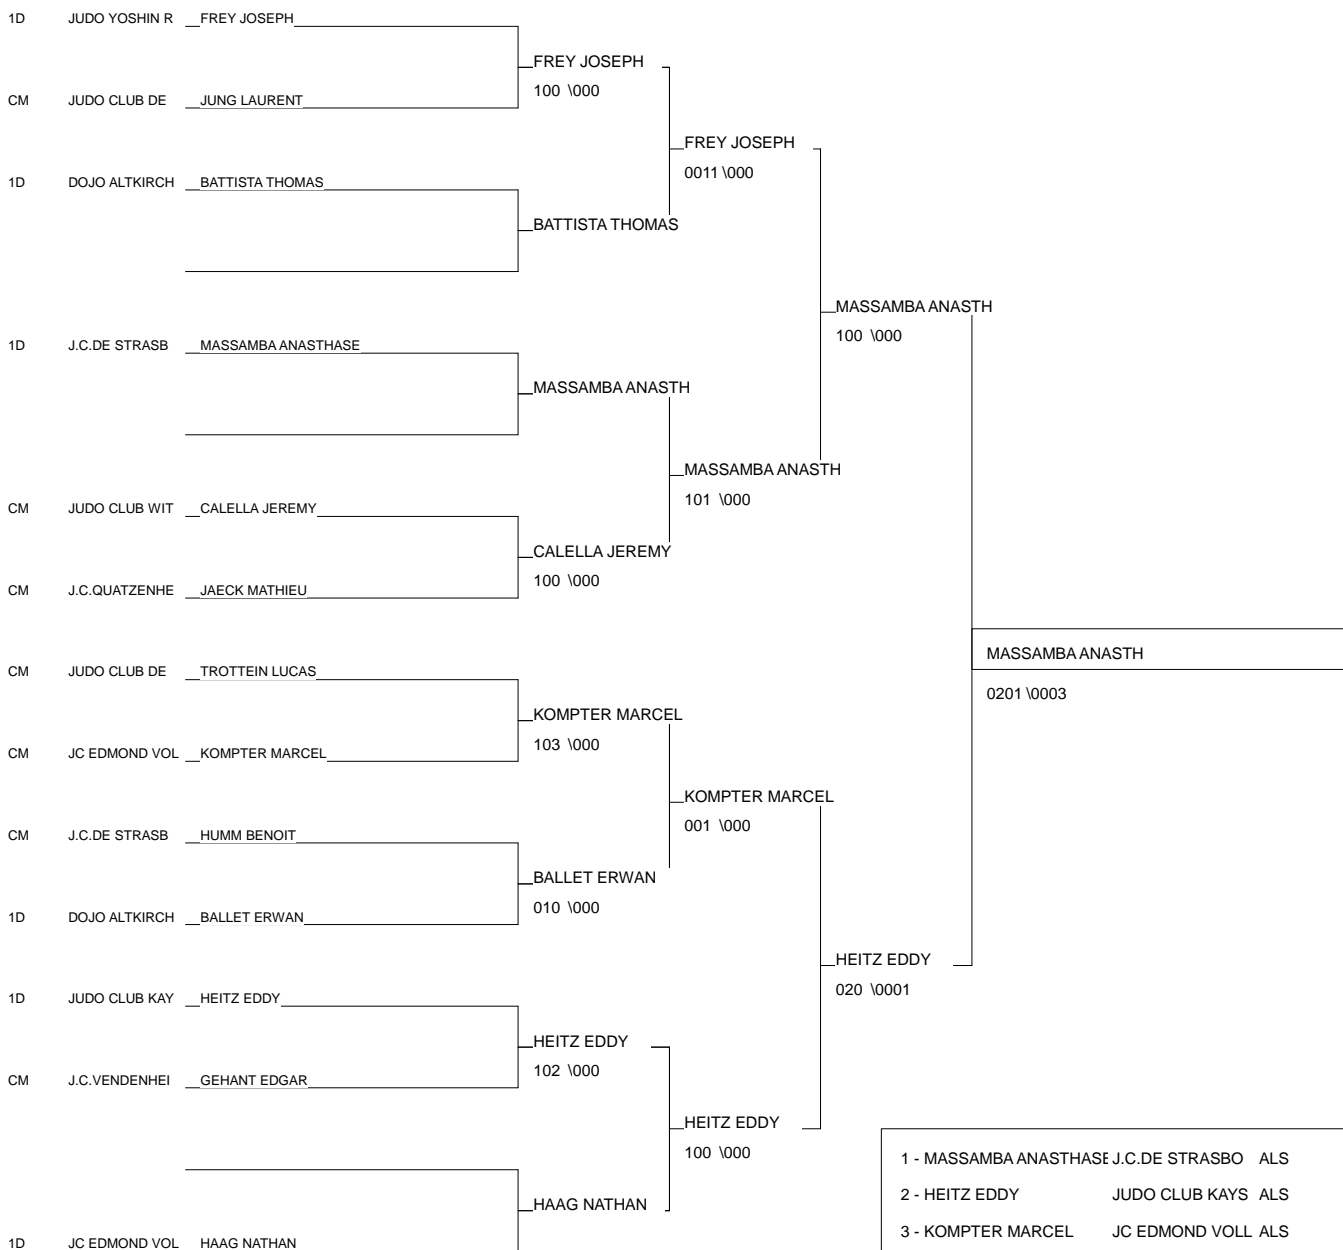 1D JUDO YOSHIN R FREY JOSEPH
FREY JOSEPH
100 \000
CM JUDO CLUB DE JUNG LAURENT
FREY JOSEPH
0011 \000
1D DOJO ALTKIRCH BATTISTA THOMAS
BATTISTA THOMAS
MASSAMBA ANASTH
100 \000
1D J.C.DE STRASB MASSAMBA ANASTHASE
MASSAMBA ANASTH
MASSAMBA ANASTH
101 \000
CM JUDO CLUB WIT CALELLA JEREMY
CALELLA JEREMY
100 \000
CM J.C.QUATZENHE JAECK MATHIEU
MASSAMBA ANASTH
0201 \0003
CM JUDO CLUB DE TROTTEIN LUCAS
KOMPTER MARCEL
103 \000
CM JC EDMOND VOL KOMPTER MARCEL
KOMPTER MARCEL
001 \000
CM J.C.DE STRASB HUMM BENOIT
BALLET ERWAN
010 \000
1D DOJO ALTKIRCH BALLET ERWAN
HEITZ EDDY
020 \0001
1D JUDO CLUB KAY HEITZ EDDY
HEITZ EDDY
102 \000
CM J.C.VENDENHEI GEHANT EDGAR
HEITZ EDDY
100 \000
HAAG NATHAN
1D JC EDMOND VOL HAAG NATHAN
1 - MASSAMBA ANASTHASE J.C.DE STRASBO ALS
2 - HEITZ EDDY JUDO CLUB KAYS ALS
3 - KOMPTER MARCEL JC EDMOND VOLL ALS